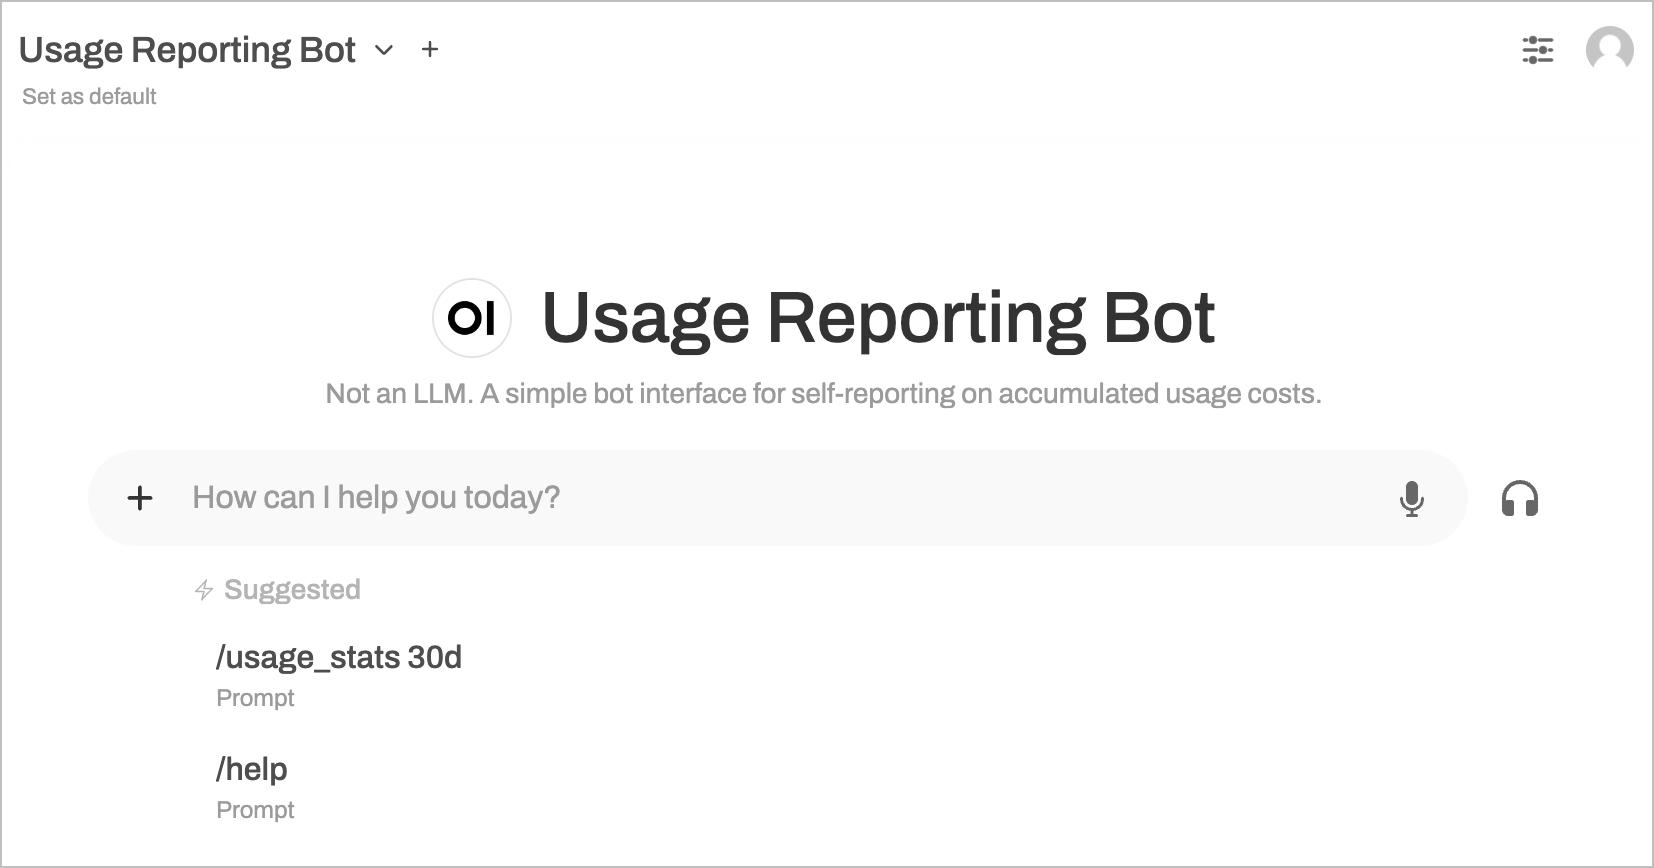 Usage Reporting Bot
Set as default
OI Usage Reporting Bot
Not an LLM. A simple bot interface for self-reporting on accumulated usage costs.
How can I help you today?
Suggested
/usage_stats 30d
Prompt
/help
Prompt